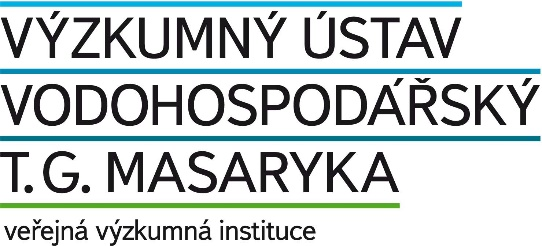 VÝZKUMNÝ ÚSTAV
VODOHOSPODÁŘSKÝ
T. G. MASARYKA
veřejná výzkumná instituce